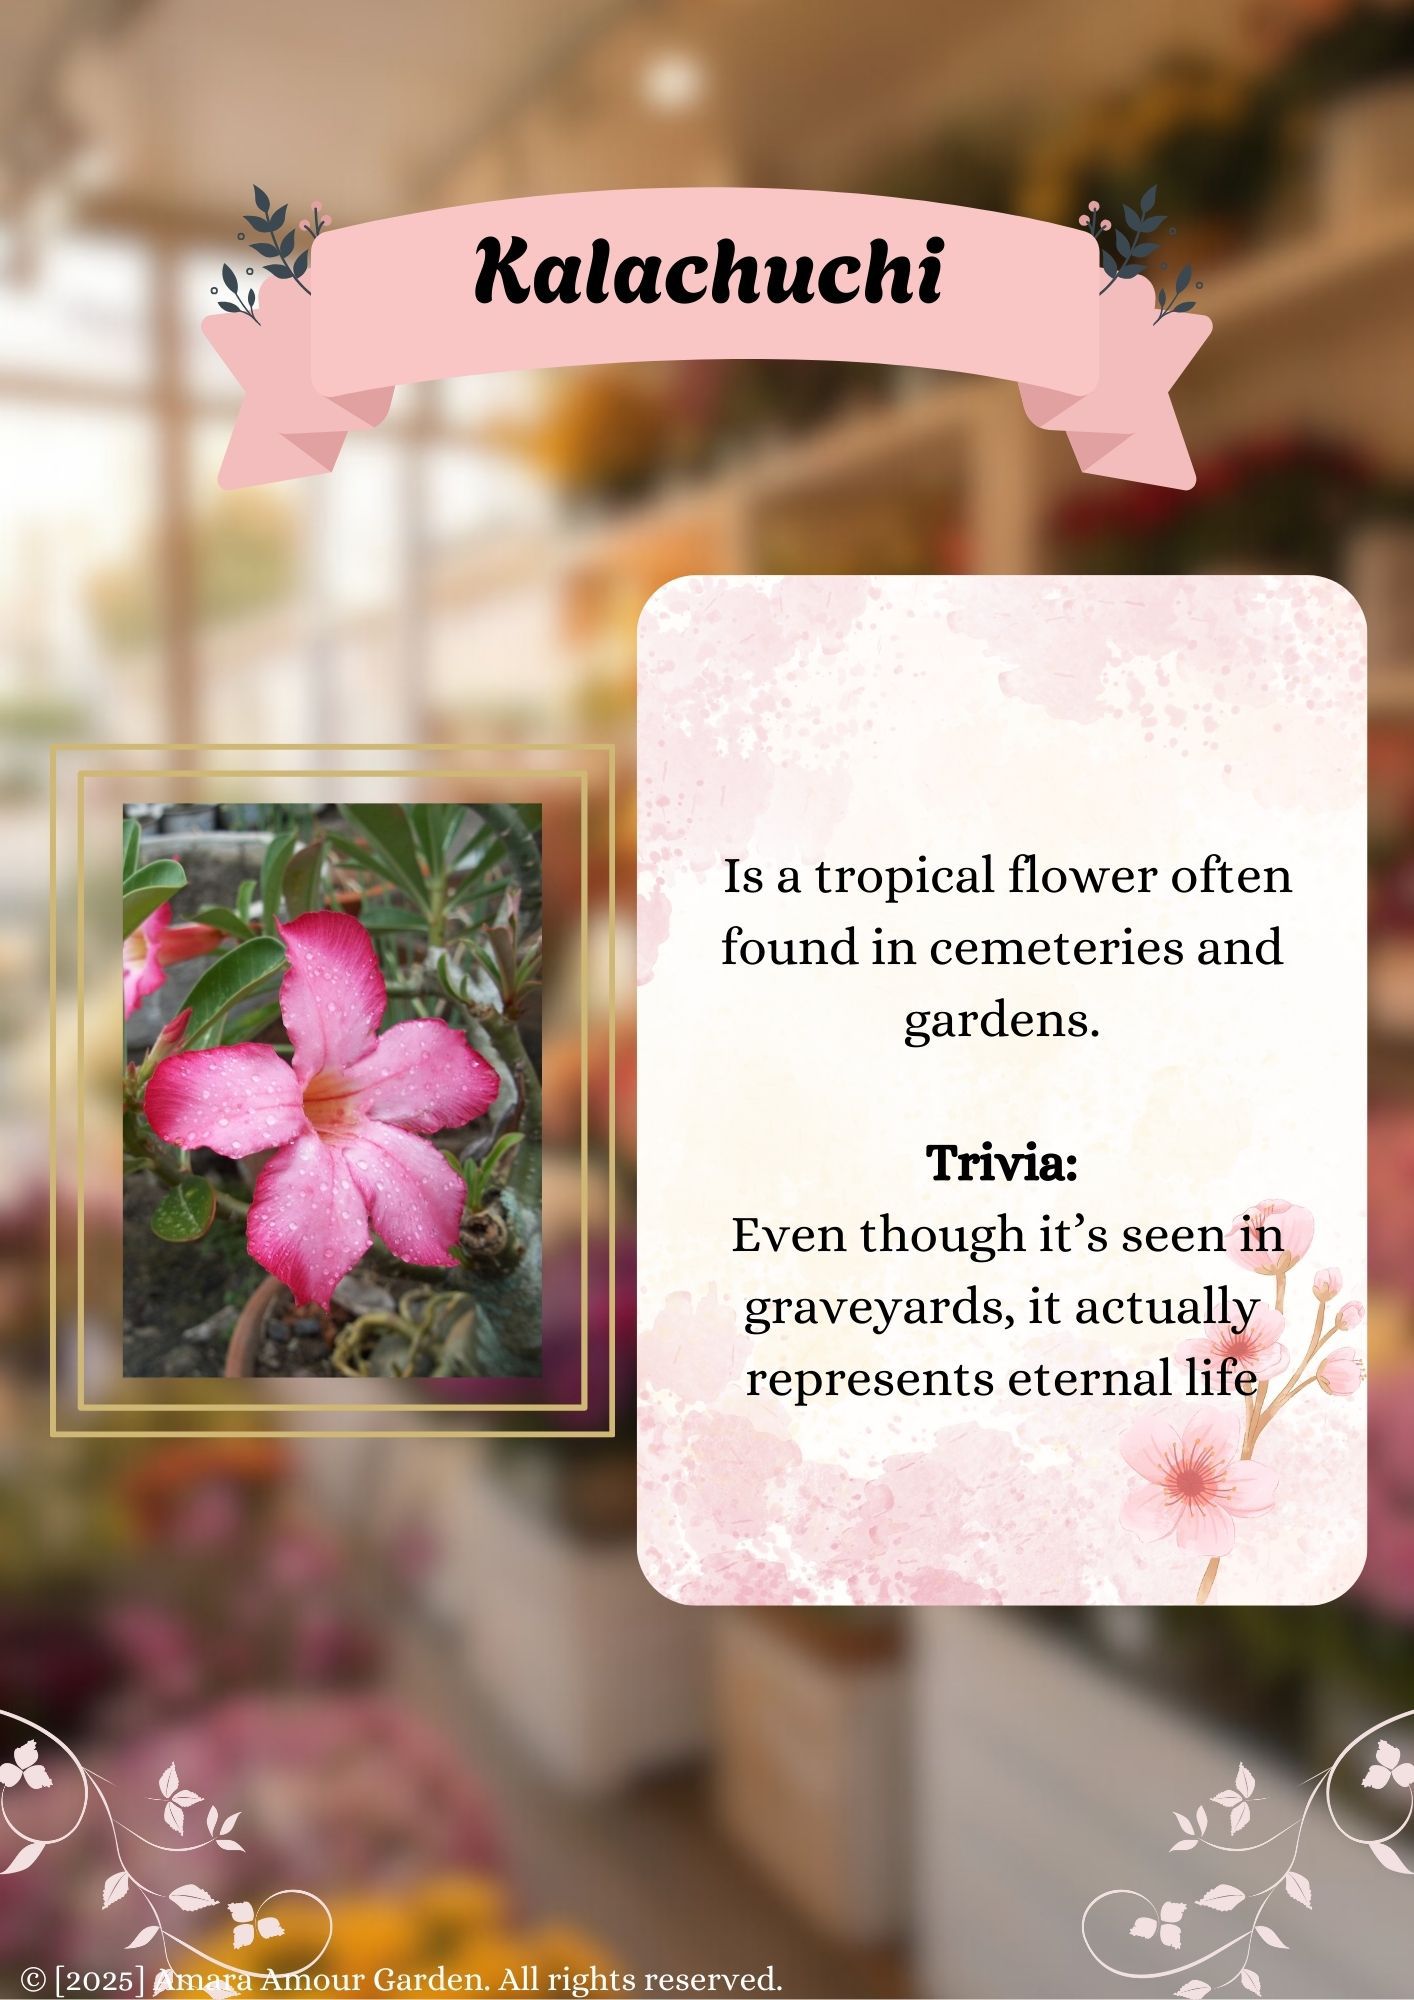 Kalachuchi
Is a tropical flower often
found in cemeteries and
gardens.
Trivia:
Even though it’s seen in
graveyards, it actually
represents eternal life
© [2025] Amara Amour Garden. All rights reserved.